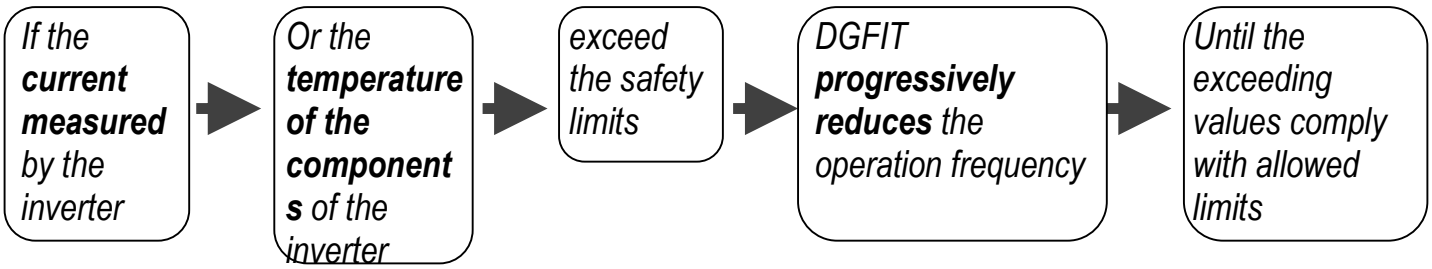 If the
current
measured
by the
inverter
Or the
temperature
of the
component
s of the
inverter
exceed
the safety
limits
DGFIT
progressively
reduces the
operation frequency
Until the
exceeding
values comply
with allowed
limits